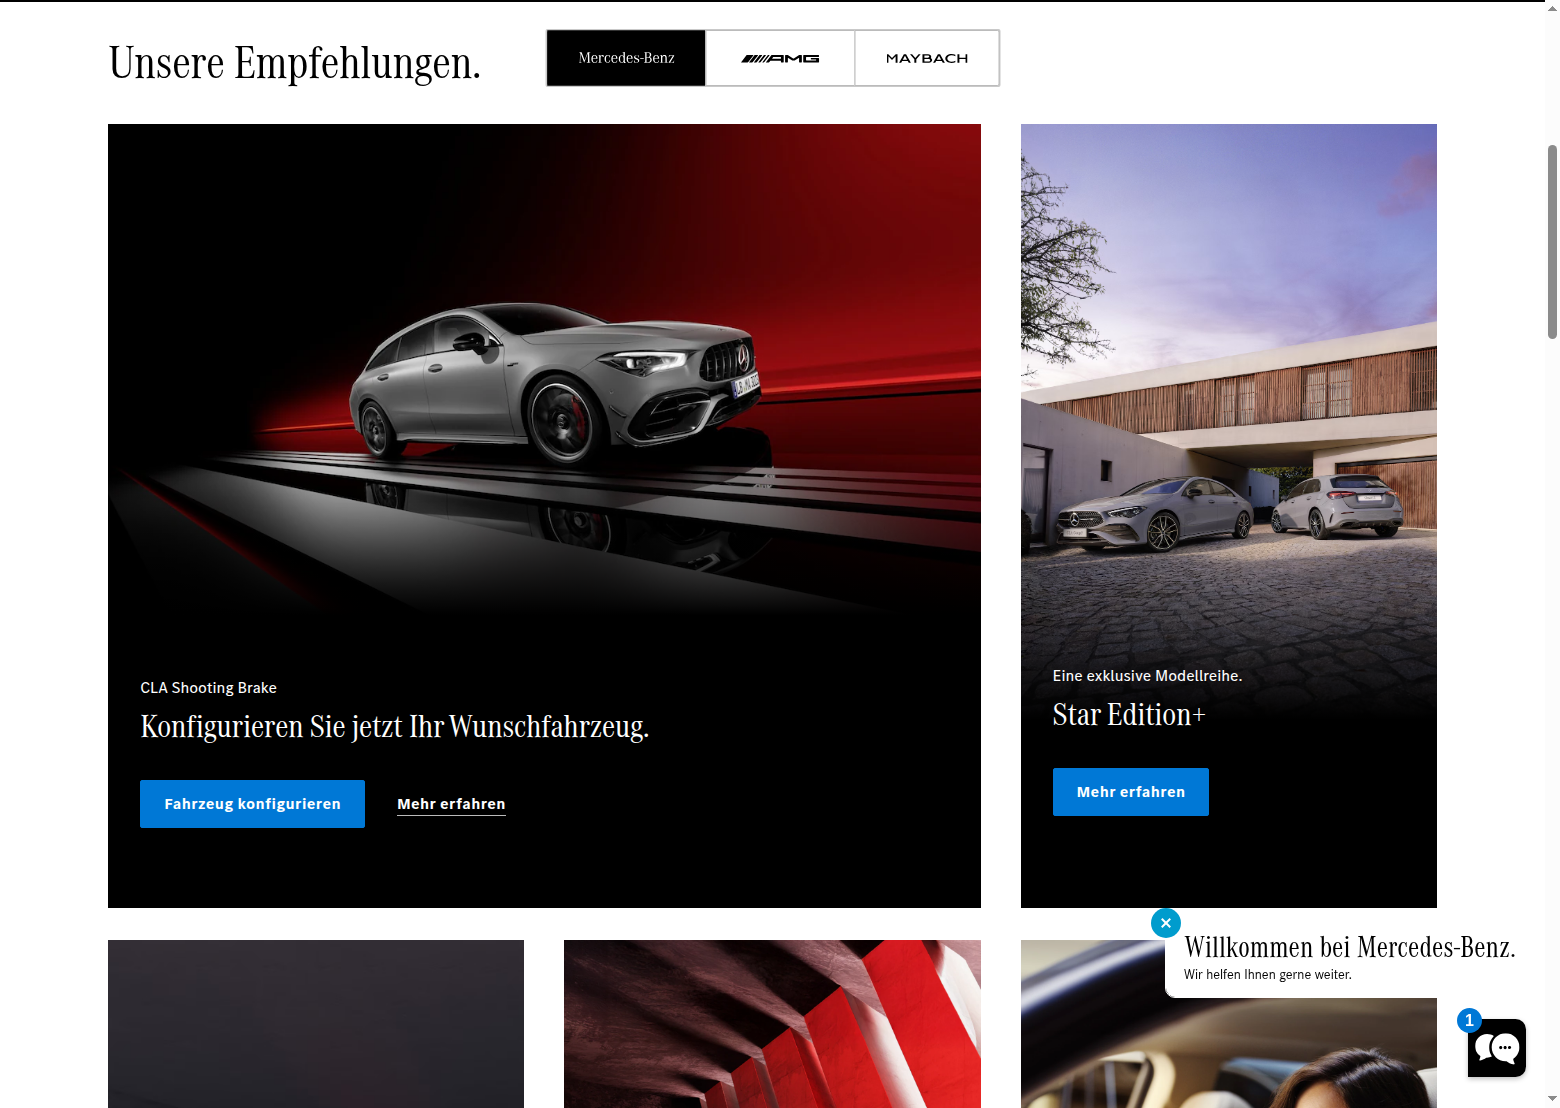 Unsere Empfehlungen.
Mercedes-Benz
AMG
MAYBACH
CLA Shooting Brake
Konfigurieren Sie jetzt Ihr Wunschfahrzeug.
Fahrzeug konfigurieren
Mehr erfahren
Eine exklusive Modellreihe.
Star Edition+
Mehr erfahren
Willkommen bei Mercedes-Benz.
Wir helfen Ihnen gerne weiter.
1